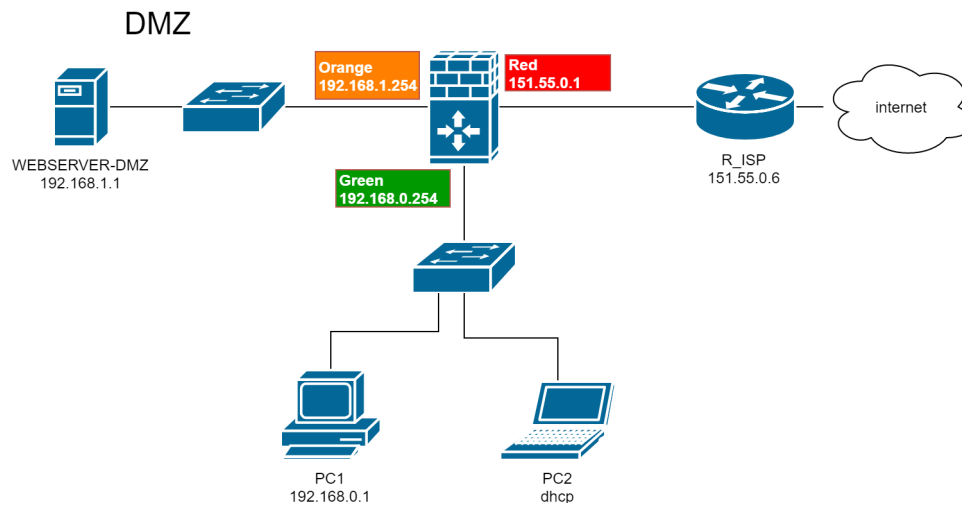 DMZ
Orange
192.168.1.254
Red
151.55.0.1
internet
WEBSERVER-DMZ
192.168.1.1
R_ISP
151.55.0.6
Green
192.168.0.254
PC1
192.168.0.1
PC2
dhcp